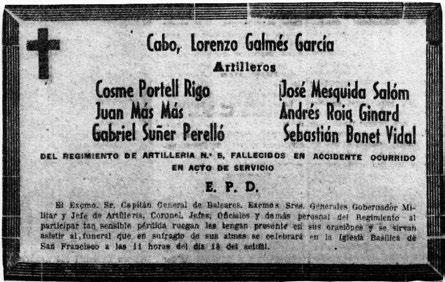 Cabo, Lorenzo Galmés García
Artilleros
Cosme Portell Rigo José Mesquida Salóm
Juan Más Más Andrés Roig Ginard
Gabriel Suñer Perelló Sebastián Bonet Vidal
DEL REGIMIENTO DE ARTILLERIA N.º 5, FALLECIDOS EN ACCIDENTE OCURRIDO
EN ACTO DE SERVICIO
E. P. D.
El Excmo. Sr. Capitán General de Baleares, Excmos Sres. Generales Gobernador Mi-
litar y Jefe de Artillería, Coronel, Jefes, Oficiales y demás personal del Regimiento al
participar tan sensible pérdida ruegan les tengan presente en sus oraciones y se sirvan
asistir al funeral que en sufragio de sus almas se celebrará en la Iglesia Basílica de
San Francisco a las 11 horas del día 18 del actual.